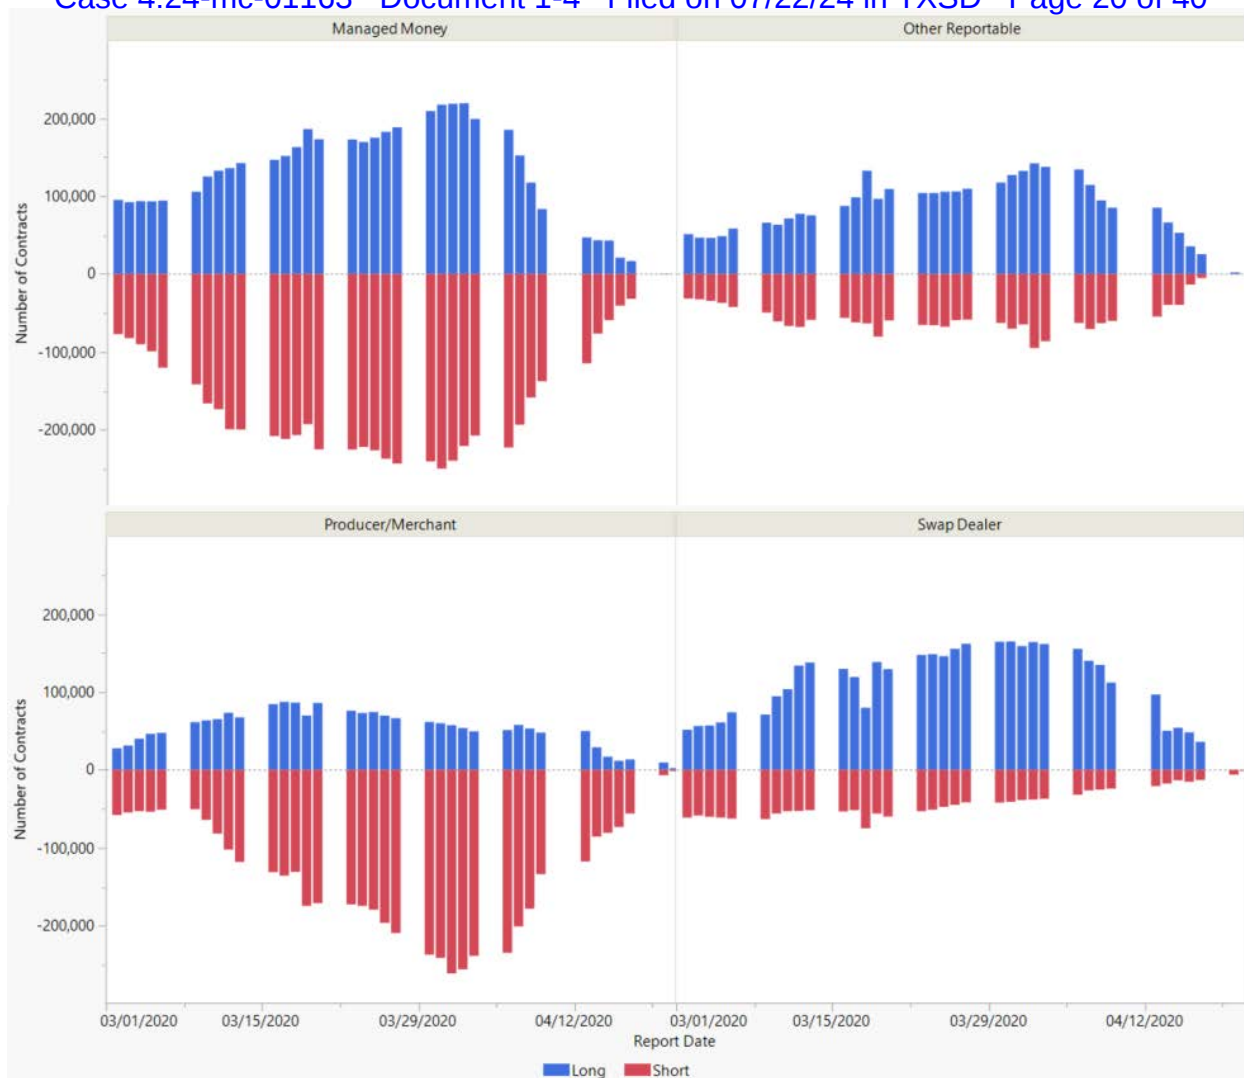 Case 4:24-mc-01163 Document 1-4 Filed on 07/22/24 in TXSD Page 26 of 40
Managed Money
Other Reportable
Number of Contracts
200,000
100,000
0
-100,000
-200,000
Producer/Merchant
Swap Dealer
Number of Contracts
200,000
100,000
0
-100,000
-200,000
03/01/2020
03/15/2020
03/29/2020
04/12/2020
03/01/2020
03/15/2020
03/29/2020
04/12/2020
Report Date
Long
Short